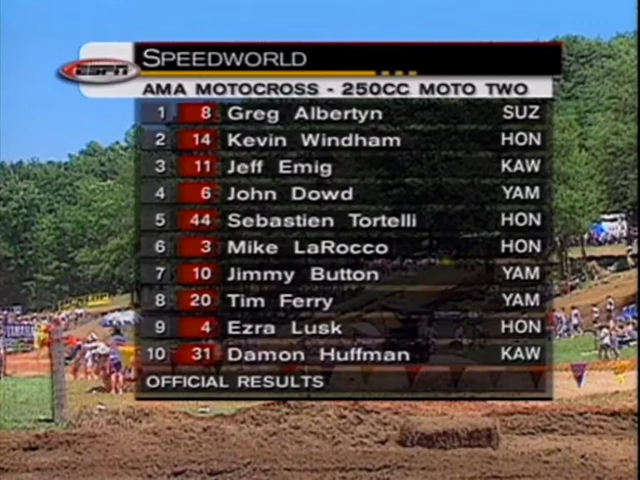 ESPN SPEEDWORLD
AMA MOTOCROSS - 250CC MOTO TWO
1 8 Greg Albertyn SUZ
2 14 Kevin Windham HON
3 11 Jeff Emig KAW
4 6 John Dowd YAM
5 44 Sebastien Tortelli HON
6 3 Mike LaRocco HON
7 10 Jimmy Button YAM
8 20 Tim Ferry YAM
9 4 Ezra Lusk HON
10 31 Damon Huffman KAW
OFFICIAL RESULTS